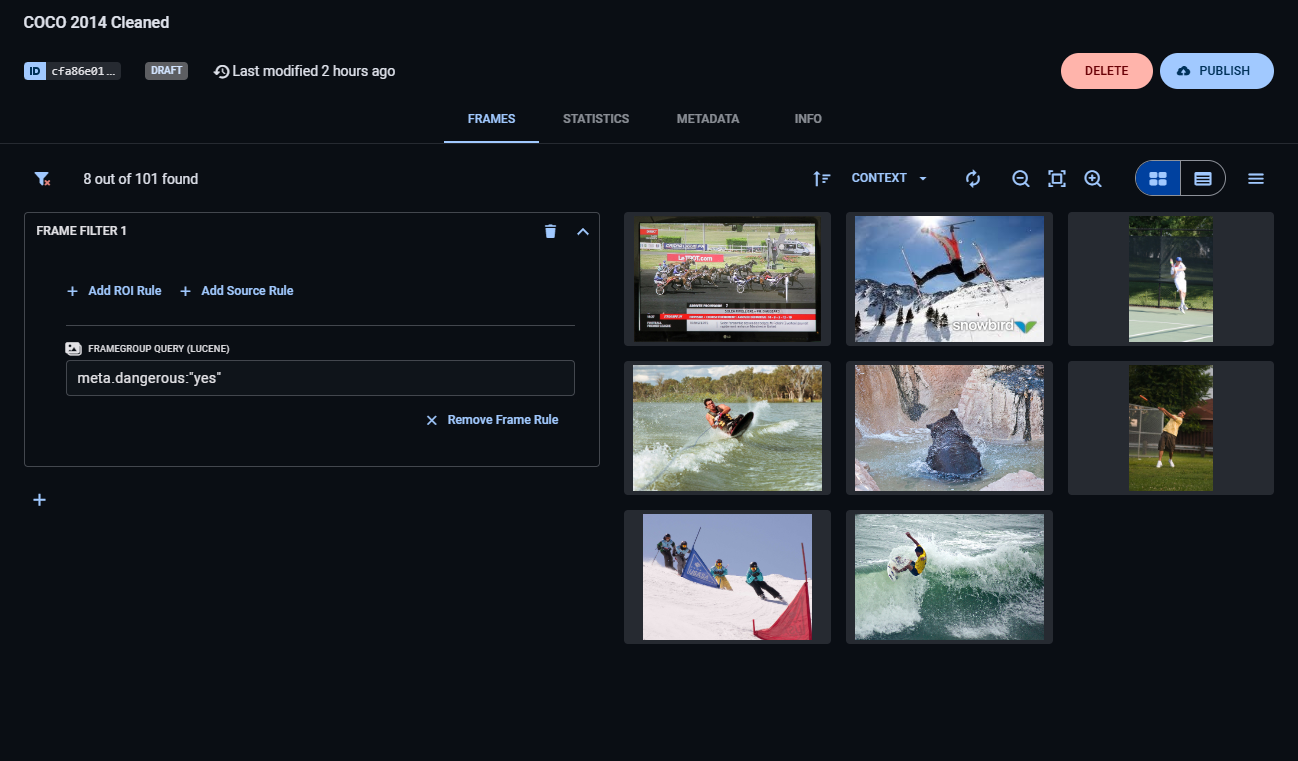 COCO 2014 Cleaned
ID cfa86e01...
DRAFT
Last modified 2 hours ago
DELETE
PUBLISH
FRAMES
STATISTICS
METADATA
INFO
8 out of 101 found
CONTEXT
FRAME FILTER 1
+ Add ROI Rule
+ Add Source Rule
FRAMEGROUP QUERY (LUCENE)
meta.dangerous:"yes"
Remove Frame Rule
+
snowbird